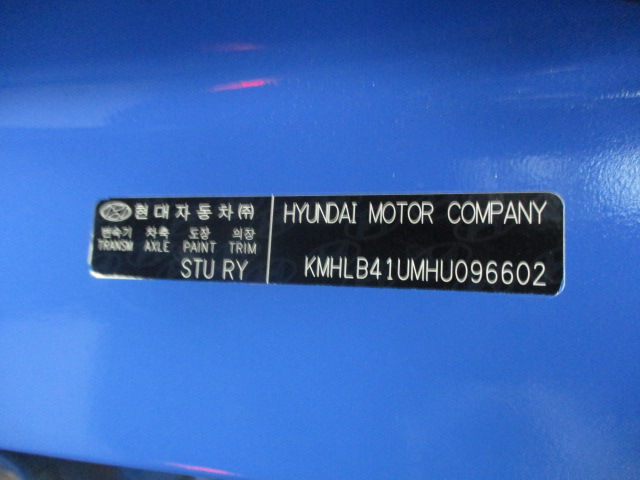 현대자동차(주)
변속기 차축 도장 의장
TRANSM AXLE PAINT TRIM
STU RY
HYUNDAI MOTOR COMPANY
KMHLB41UMHU096602